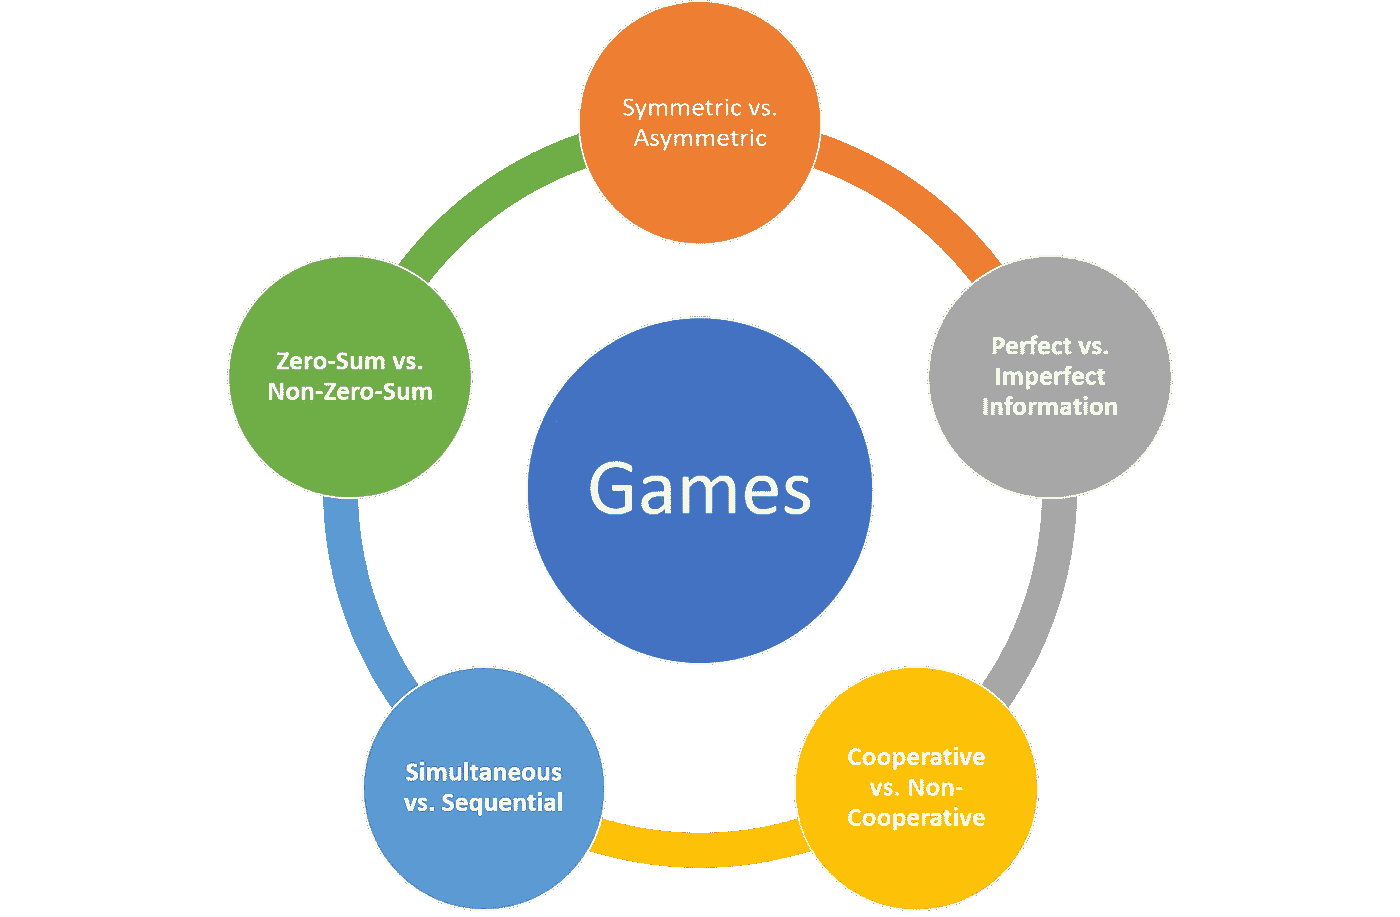 Symmetric vs.
Asymmetric
Perfect vs.
Imperfect
Information
Zero-Sum vs.
Non-Zero-Sum
Games
Cooperative
vs. Non-
Cooperative
Simultaneous
vs. Sequential